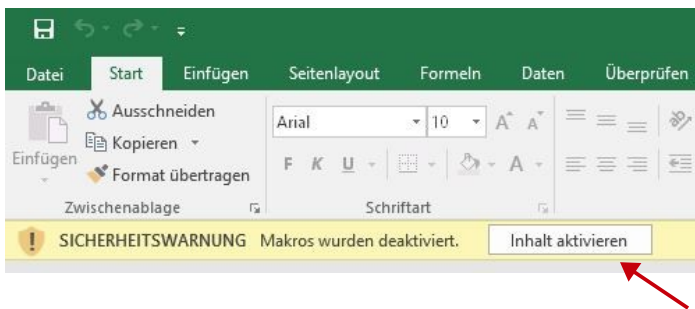 Datei Start Einfügen Seitenlayout Formeln Daten Überprüfen
Ausschneiden
Kopieren
Format übertragen
Einfügen
Arial 10 A A
F K U A
Zwischenablage Schriftart
SICHERHEITSWARNUNG Makros wurden deaktiviert. Inhalt aktivieren